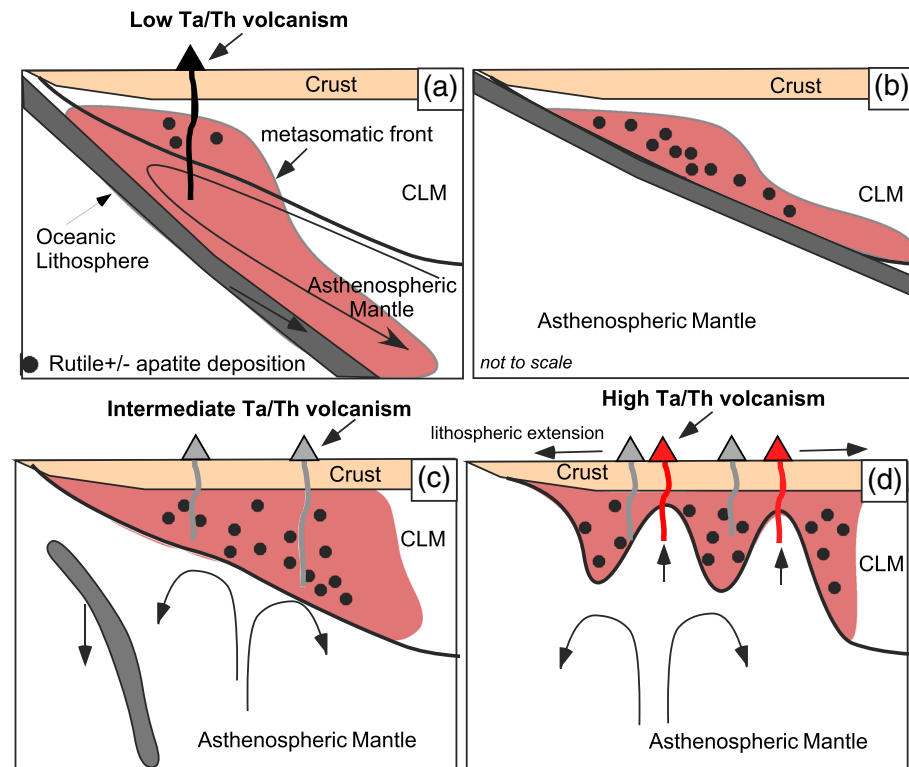 Low Ta/Th volcanism
Crust
(a)
metasomatic front
CLM
Oceanic
Lithosphere
Asthenospheric
Mantle
Rutile+/- apatite deposition
Crust
(b)
CLM
Asthenospheric Mantle
not to scale
Intermediate Ta/Th volcanism
Crust
(c)
CLM
Asthenospheric Mantle
High Ta/Th volcanism
lithospheric extension
Crust
(d)
CLM
Asthenospheric Mantle